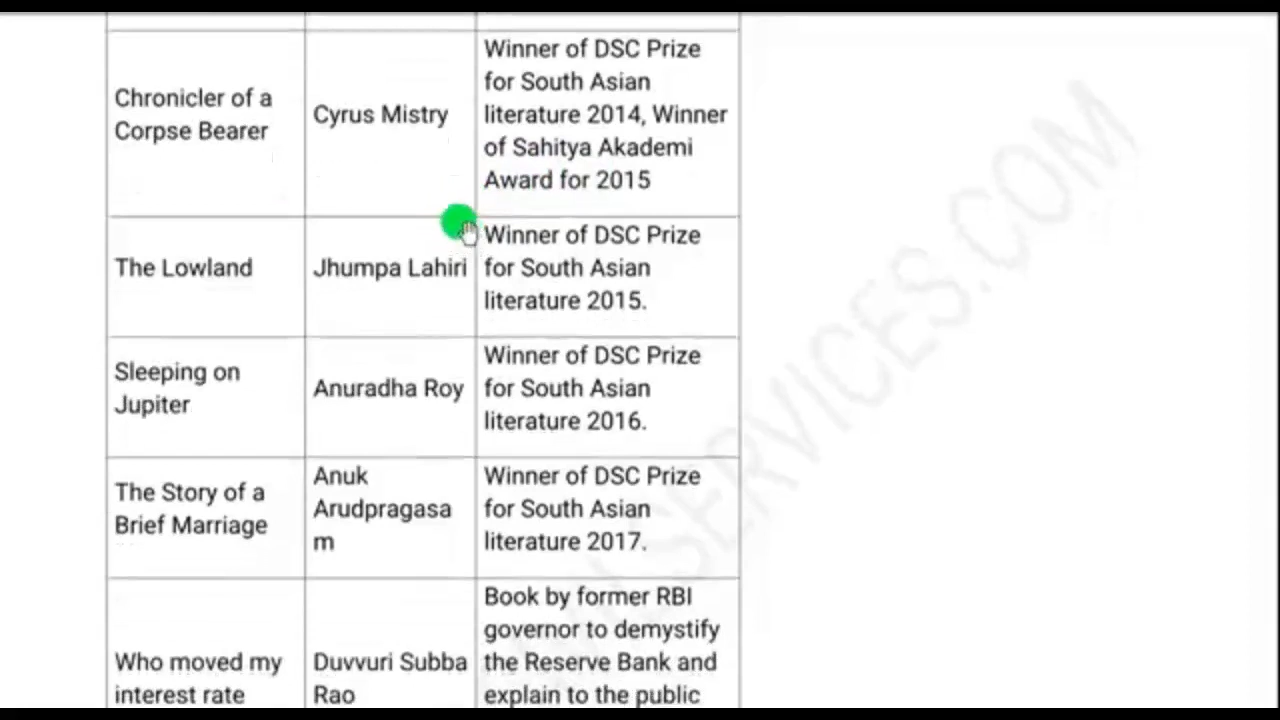 Chronicler of a
Corpse Bearer
Cyrus Mistry
Winner of DSC Prize
for South Asian
literature 2014, Winner
of Sahitya Akademi
Award for 2015
The Lowland
Jhumpa Lahiri
Winner of DSC Prize
for South Asian
literature 2015.
Sleeping on
Jupiter
Anuradha Roy
Winner of DSC Prize
for South Asian
literature 2016.
The Story of a
Brief Marriage
Anuk
Arudpragasa
m
Winner of DSC Prize
for South Asian
literature 2017.
Who moved my
interest rate
Duvvuri Subba
Rao
Book by former RBI
governor to demystify
the Reserve Bank and
explain to the public
SERVICES.COM